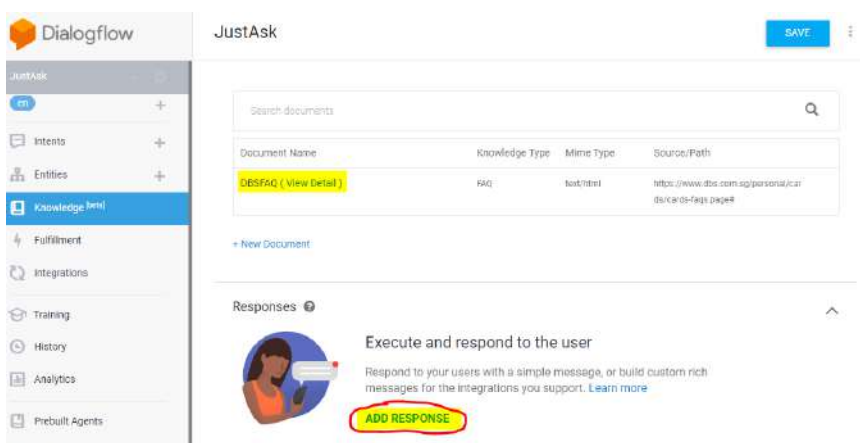 Dialogflow
JustAsk
SAVE
JustAsk
en
Intents
Entities
Knowledge [beta]
Fulfillment
Integrations
Training
History
Analytics
Prebuilt Agents
Search documents
Document Name Knowledge Type Mime Type Source/Path
DBSFAQ ( View Detail ) FAQ text/html https://www.dbs.com.sg/personal/car
ds/cards-faqs.page#
+ New Document
Responses
Execute and respond to the user
Respond to your users with a simple message, or build custom rich
messages for the integrations you support. Learn more
ADD RESPONSE